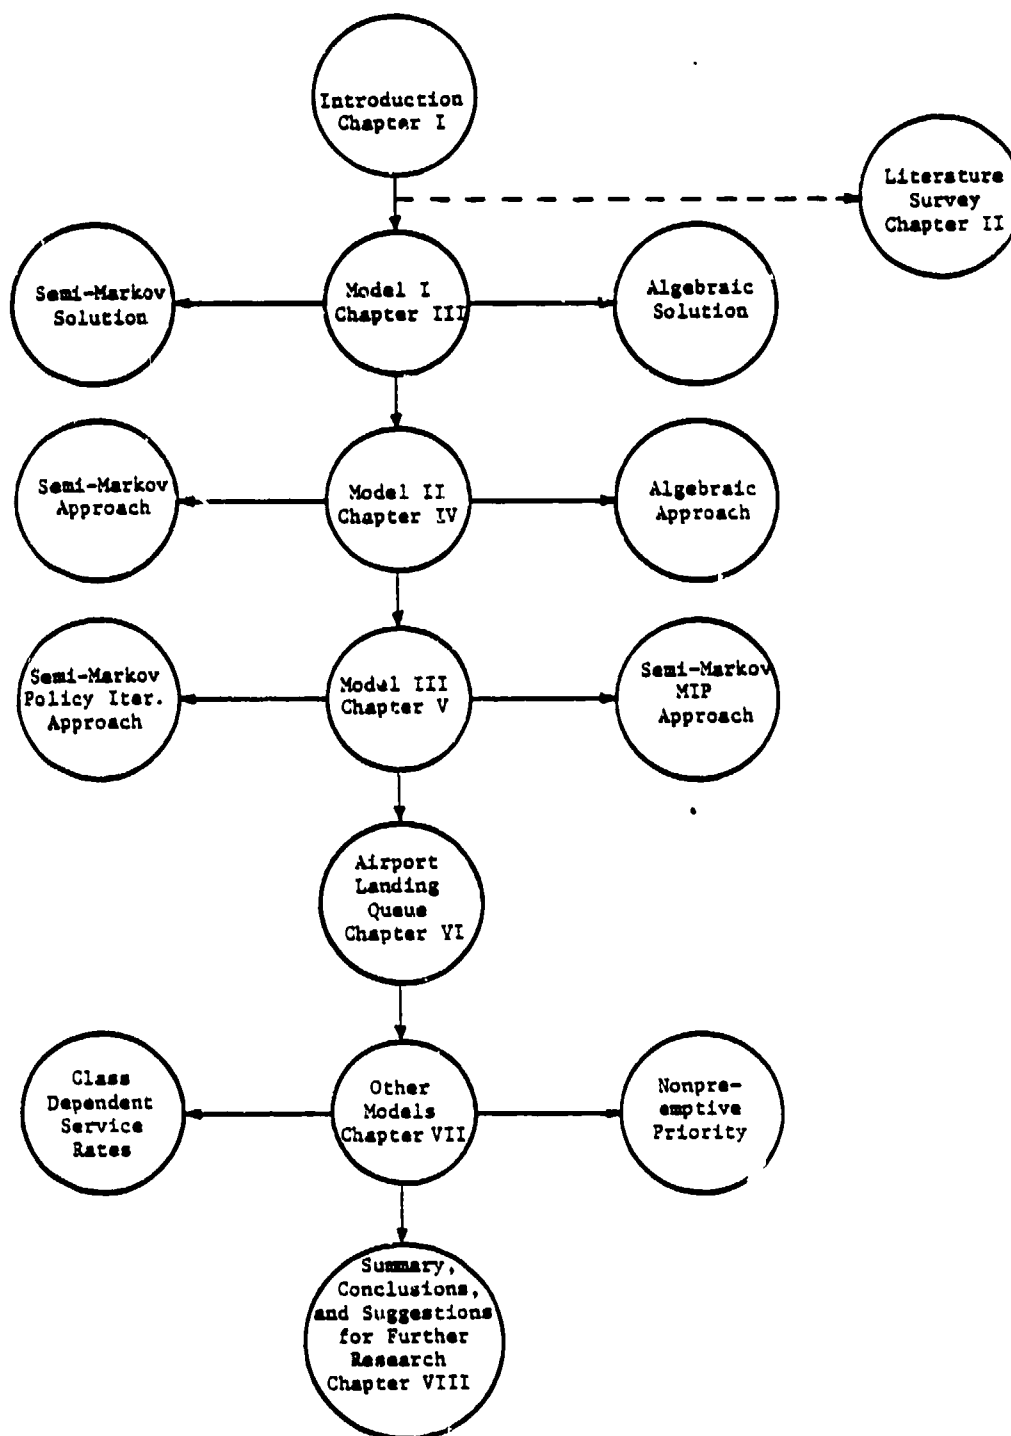 Introduction
Chapter I
Literature
Survey
Chapter II
Semi-Markov
Solution
Model I
Chapter III
Algebraic
Solution
Semi-Markov
Approach
Model II
Chapter IV
Algebraic
Approach
Semi-Markov
Policy Iter.
Approach
Model III
Chapter V
Semi-Markov
MIP
Approach
Airport
Landing
Queue
Chapter VI
Class
Dependent
Service
Rates
Other
Models
Chapter VII
Nonpre-
emptive
Priority
Summary,
Conclusions,
and Suggestions
for Further
Research
Chapter VIII